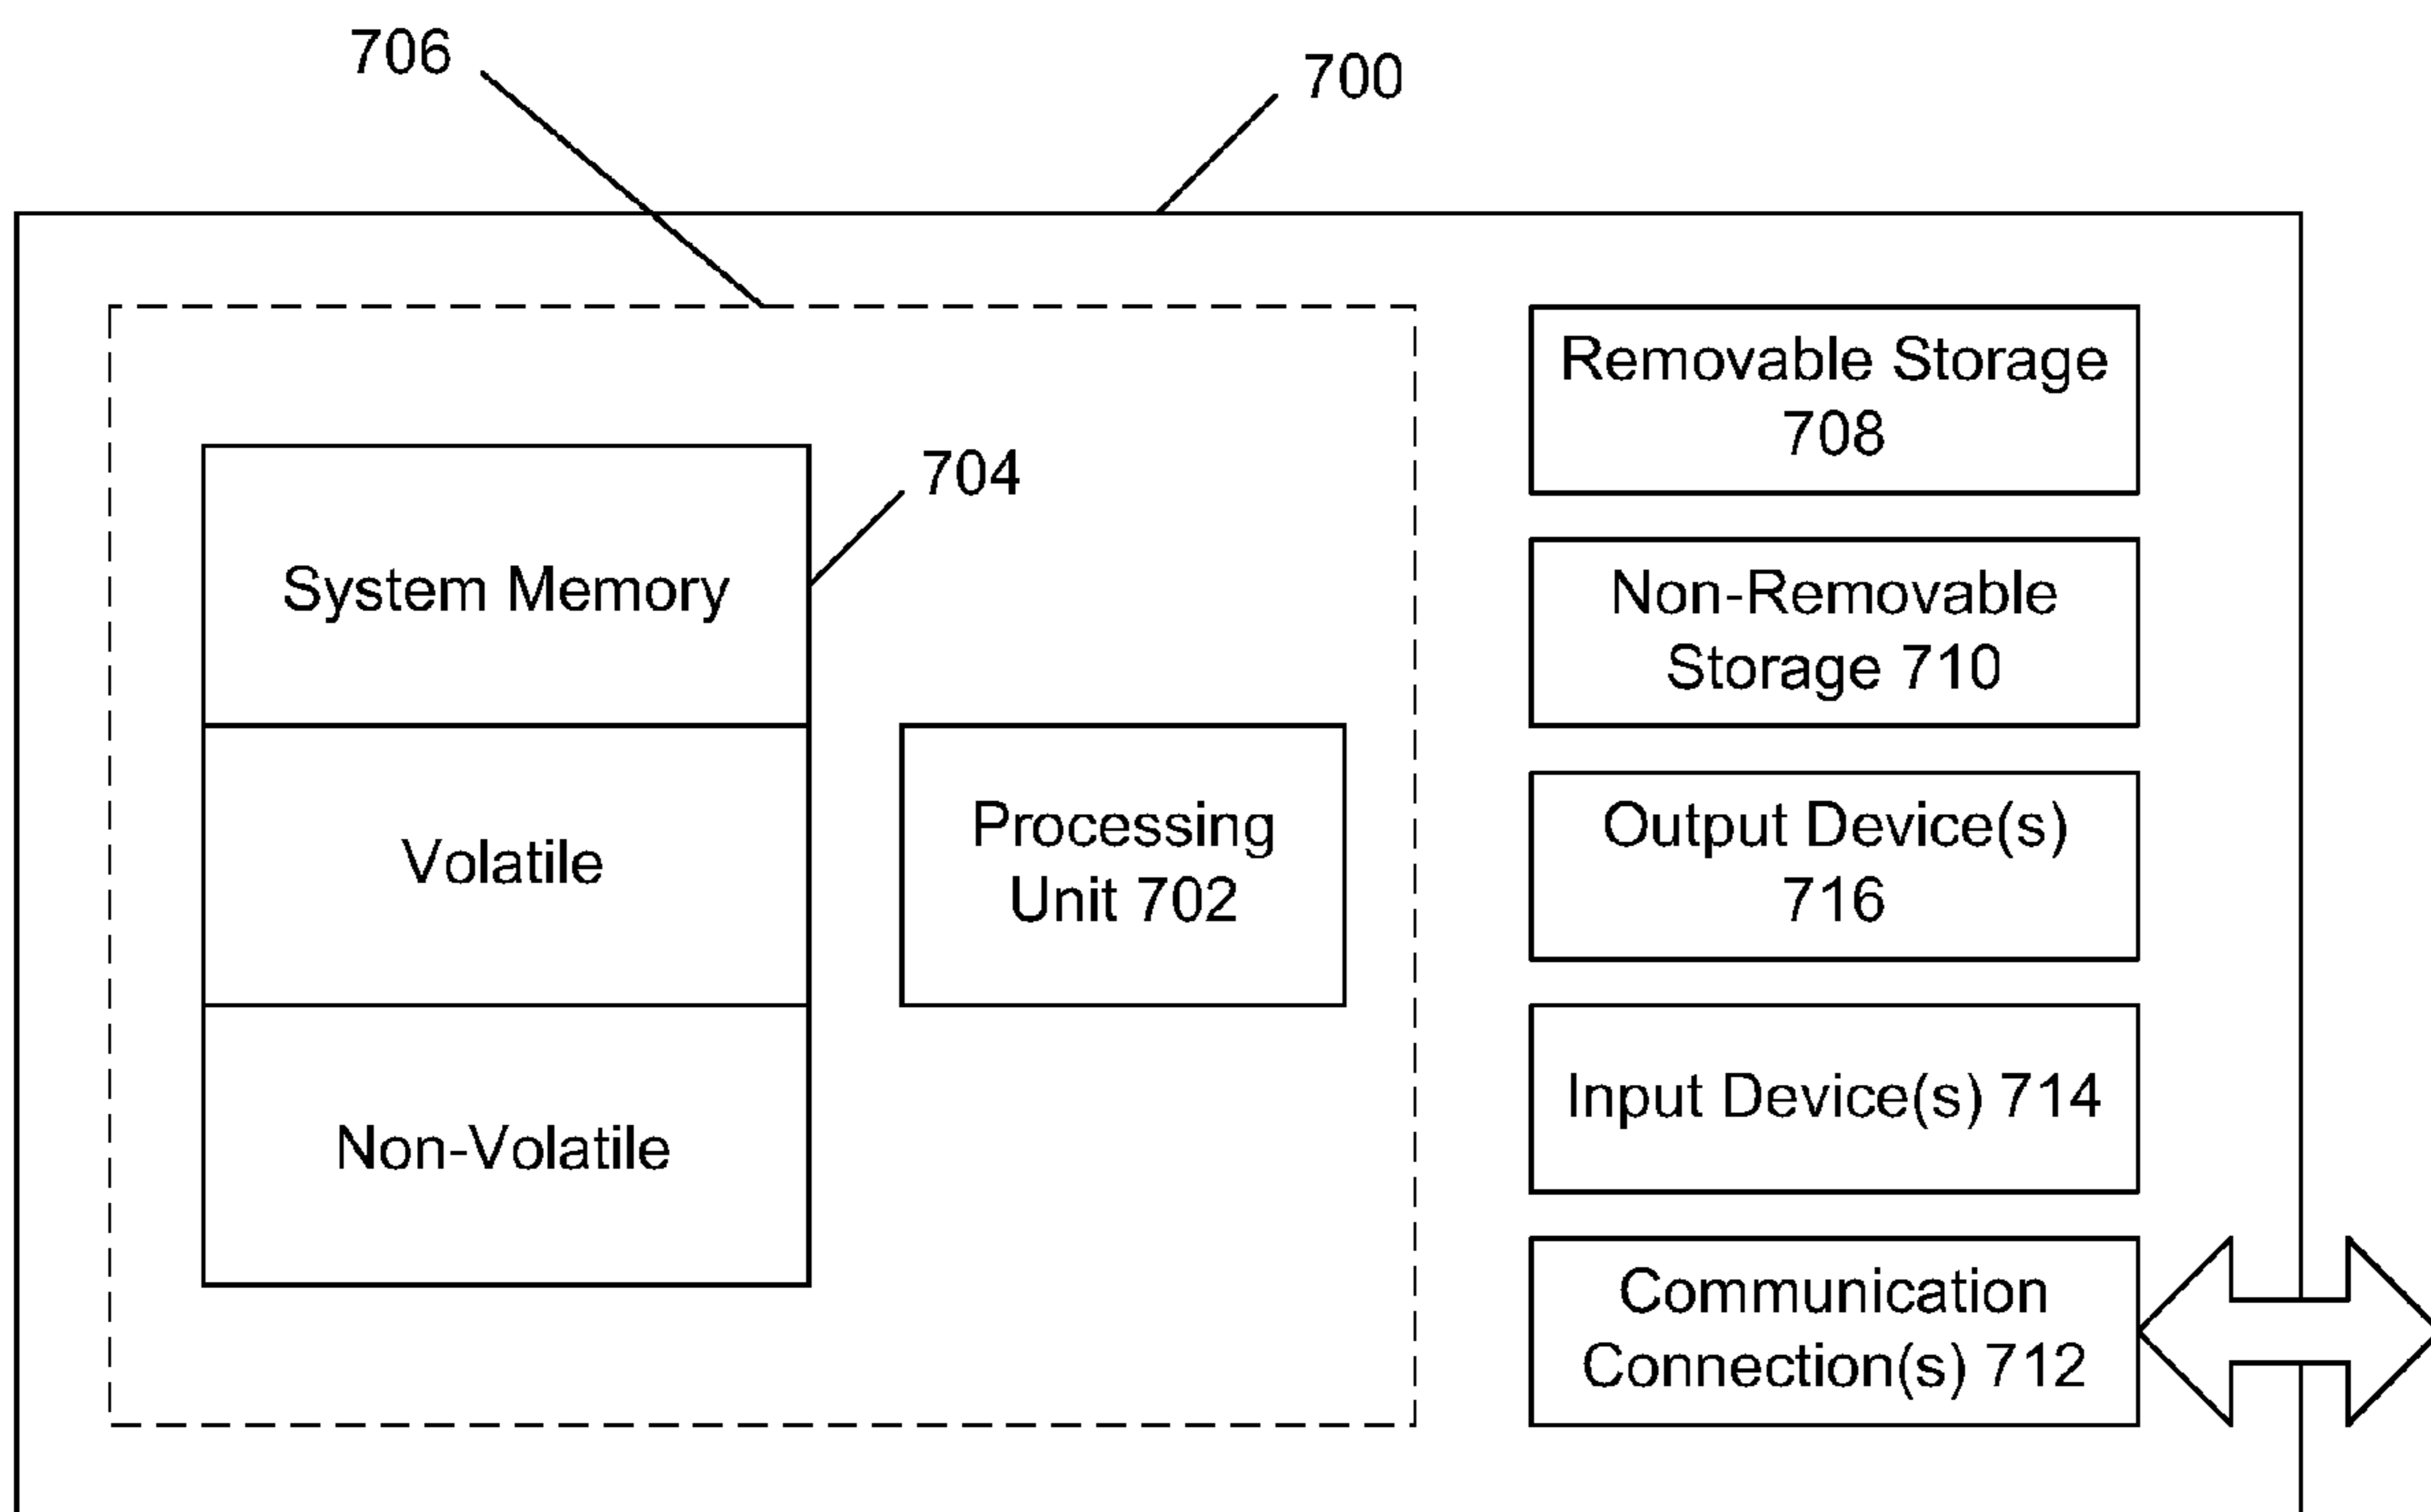 706
700
704
System Memory
Volatile
Non-Volatile
Processing
Unit 702
Removable Storage
708
Non-Removable
Storage 710
Output Device(s)
716
Input Device(s) 714
Communication
Connection(s) 712